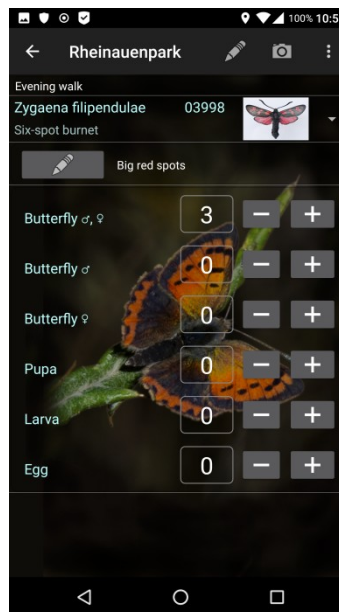 100% 10:5
Rheinauenpark
Evening walk
Zygaena filipendulae 03998
Six-spot burnet
Big red spots
Butterfly ♂, ♀ 3 − +
Butterfly ♂ 0 − +
Butterfly ♀ 0 − +
Pupa 0 − +
Larva 0 − +
Egg 0 − +